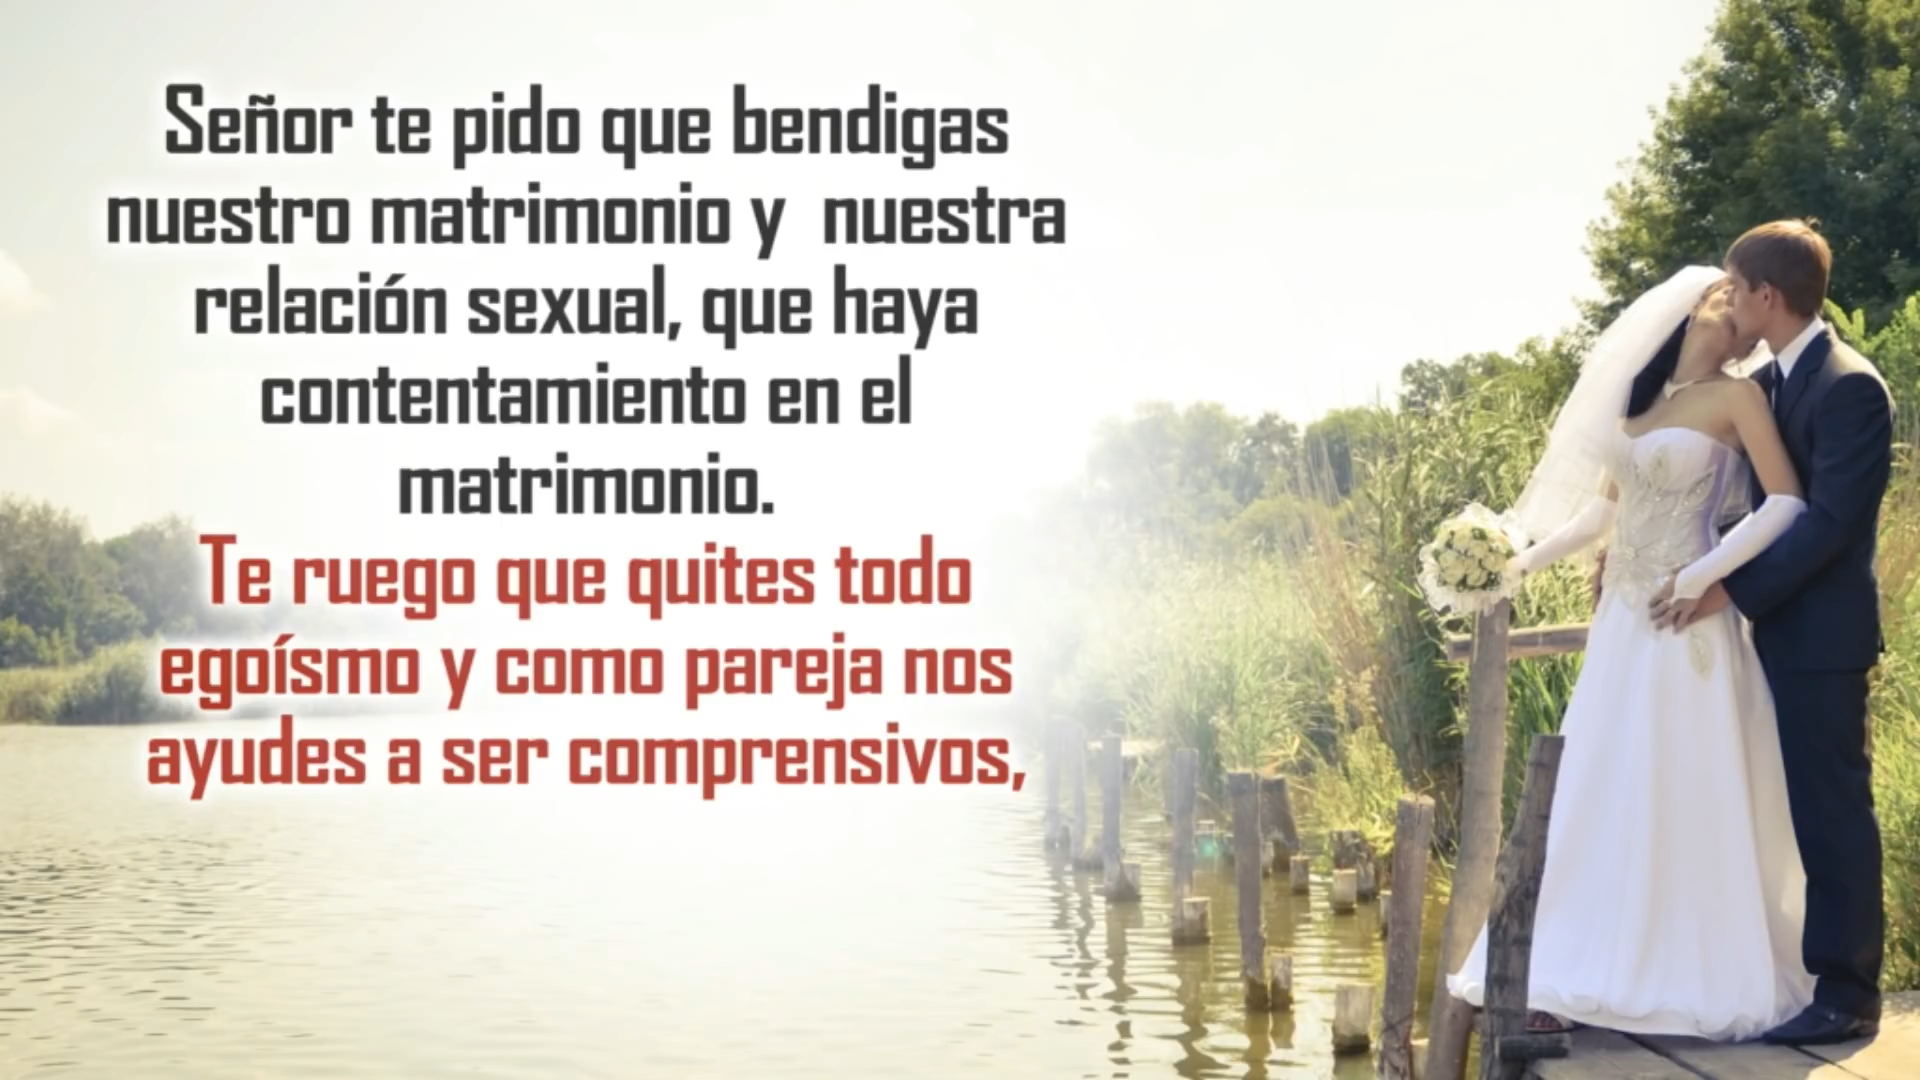 Señor te pido que bendigas
nuestro matrimonio y nuestra
relación sexual, que haya
contentamiento en el
matrimonio.
Te ruego que quites todo
egoísmo y como pareja nos
ayudes a ser comprensivos,